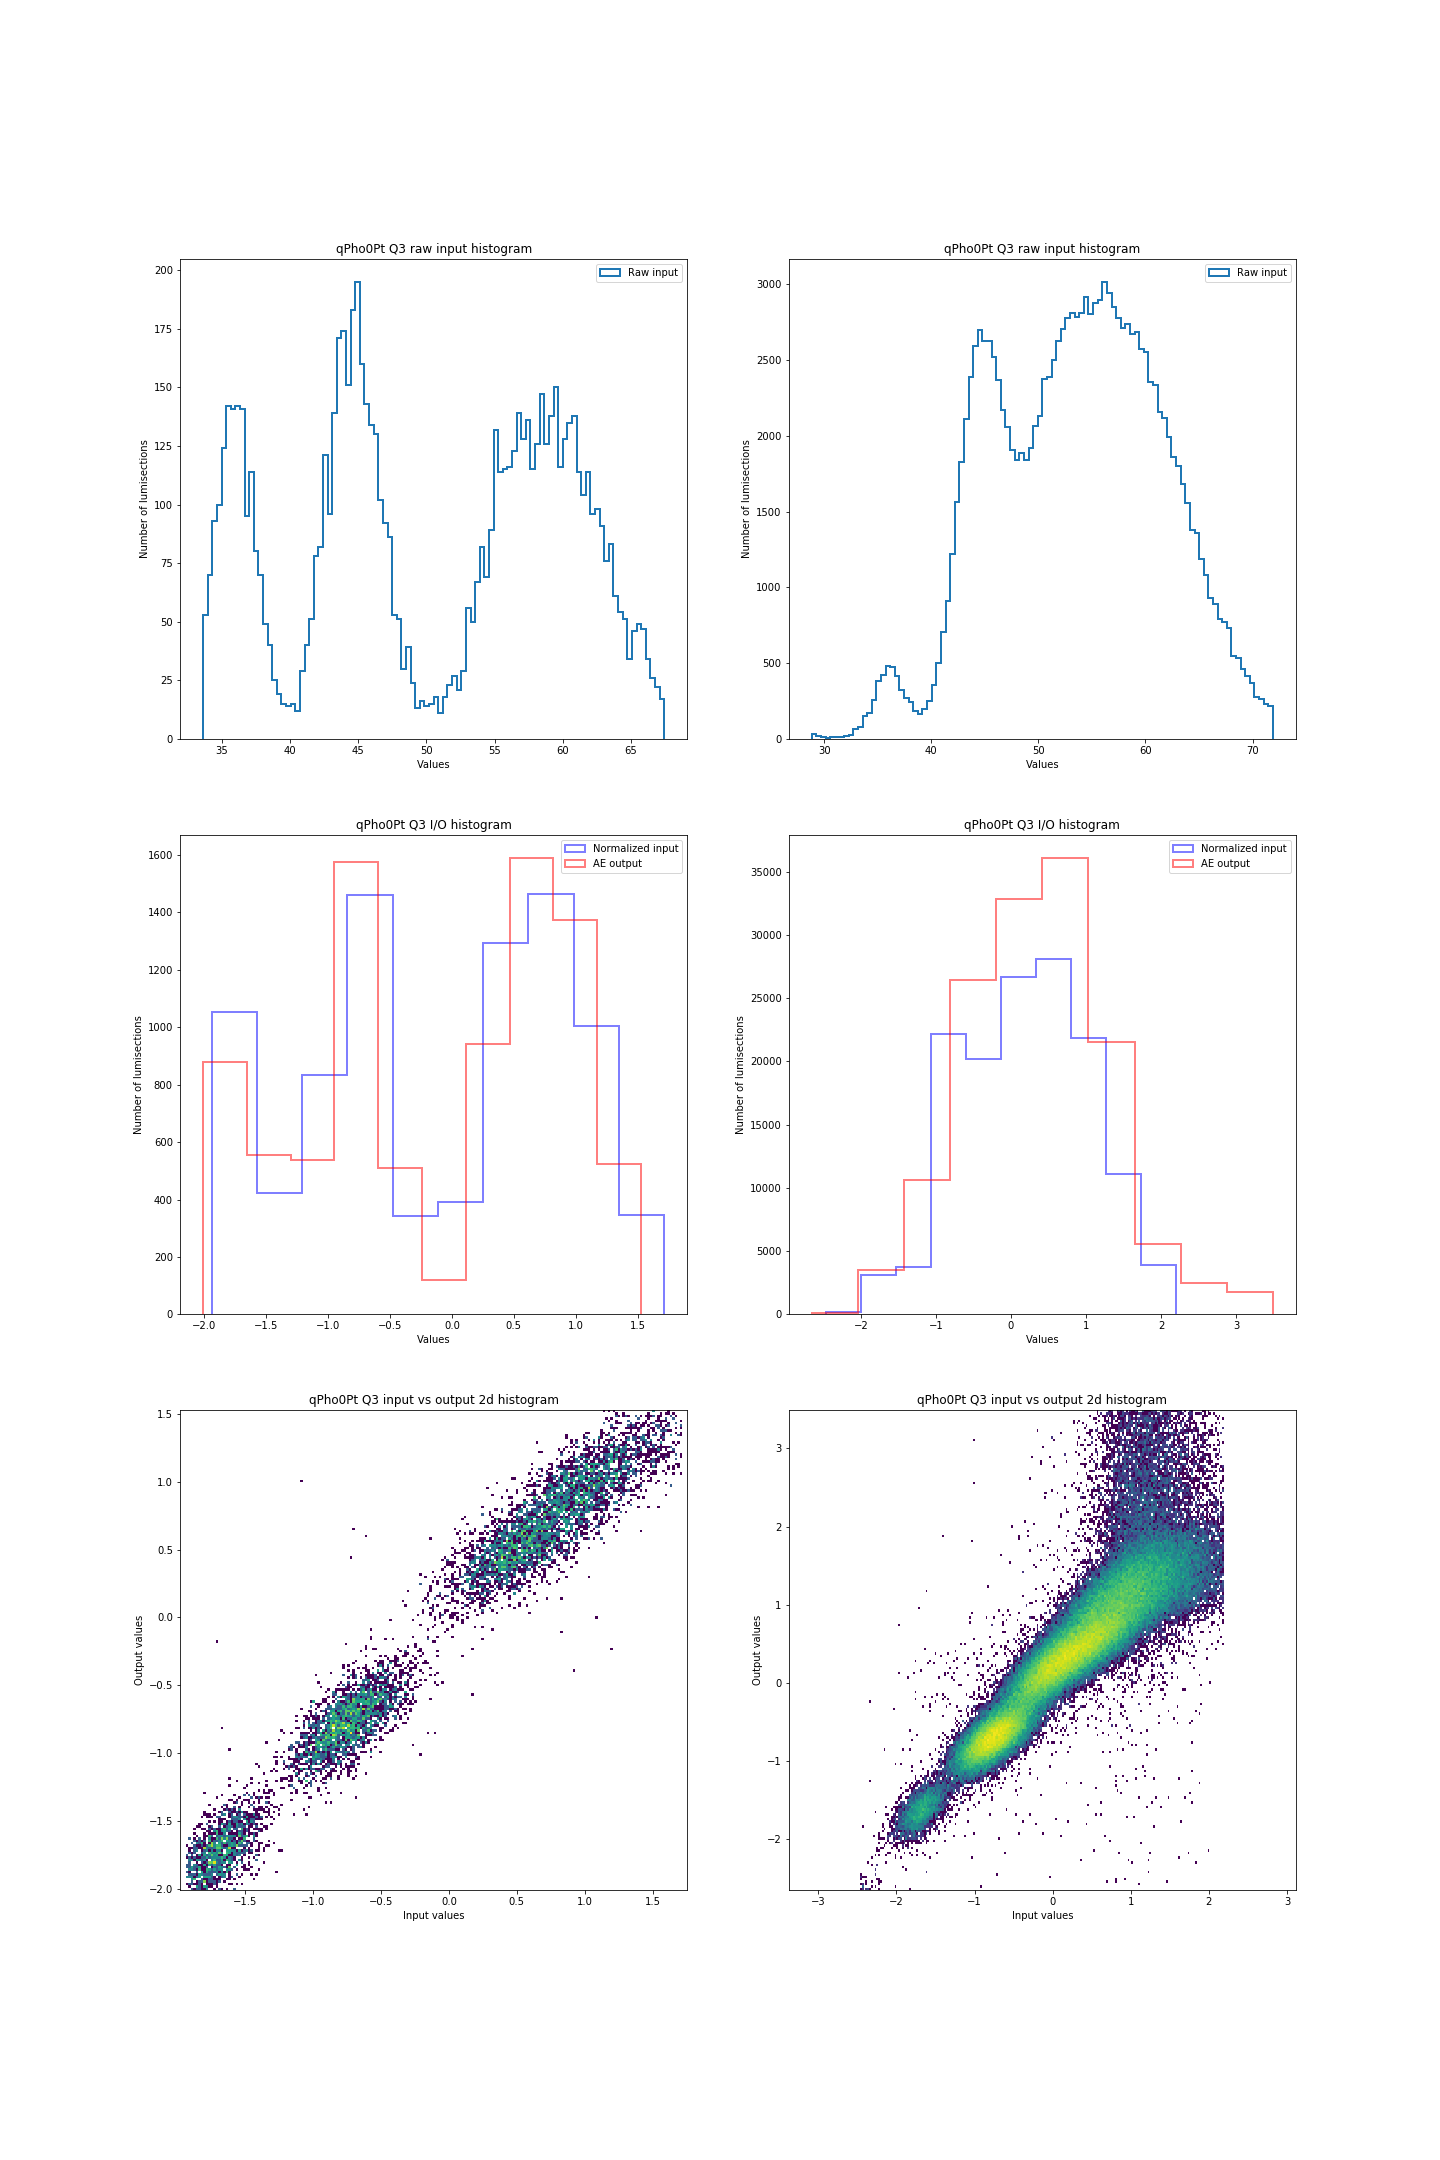 qPho0Pt Q3 raw input histogram
Raw input
Number of lumisections
200
175
150
125
100
75
50
25
0
35 40 45 50 55 60 65
Values
qPho0Pt Q3 raw input histogram
Raw input
Number of lumisections
3000
2500
2000
1500
1000
500
0
30 40 50 60 70
Values
qPho0Pt Q3 I/O histogram
Normalized input
AE output
Number of lumisections
1600
1400
1200
1000
800
600
400
200
0
−2.0 −1.5 −1.0 −0.5 0.0 0.5 1.0 1.5
Values
qPho0Pt Q3 I/O histogram
Normalized input
AE output
Number of lumisections
35000
30000
25000
20000
15000
10000
5000
0
−2 −1 0 1 2 3
Values
qPho0Pt Q3 input vs output 2d histogram
Output values
1.5
1.0
0.5
0.0
−0.5
−1.0
−1.5
−2.0
−1.5 −1.0 −0.5 0.0 0.5 1.0 1.5
Input values
qPho0Pt Q3 input vs output 2d histogram
Output values
3
2
1
0
−1
−2
−3 −2 −1 0 1 2 3
Input values